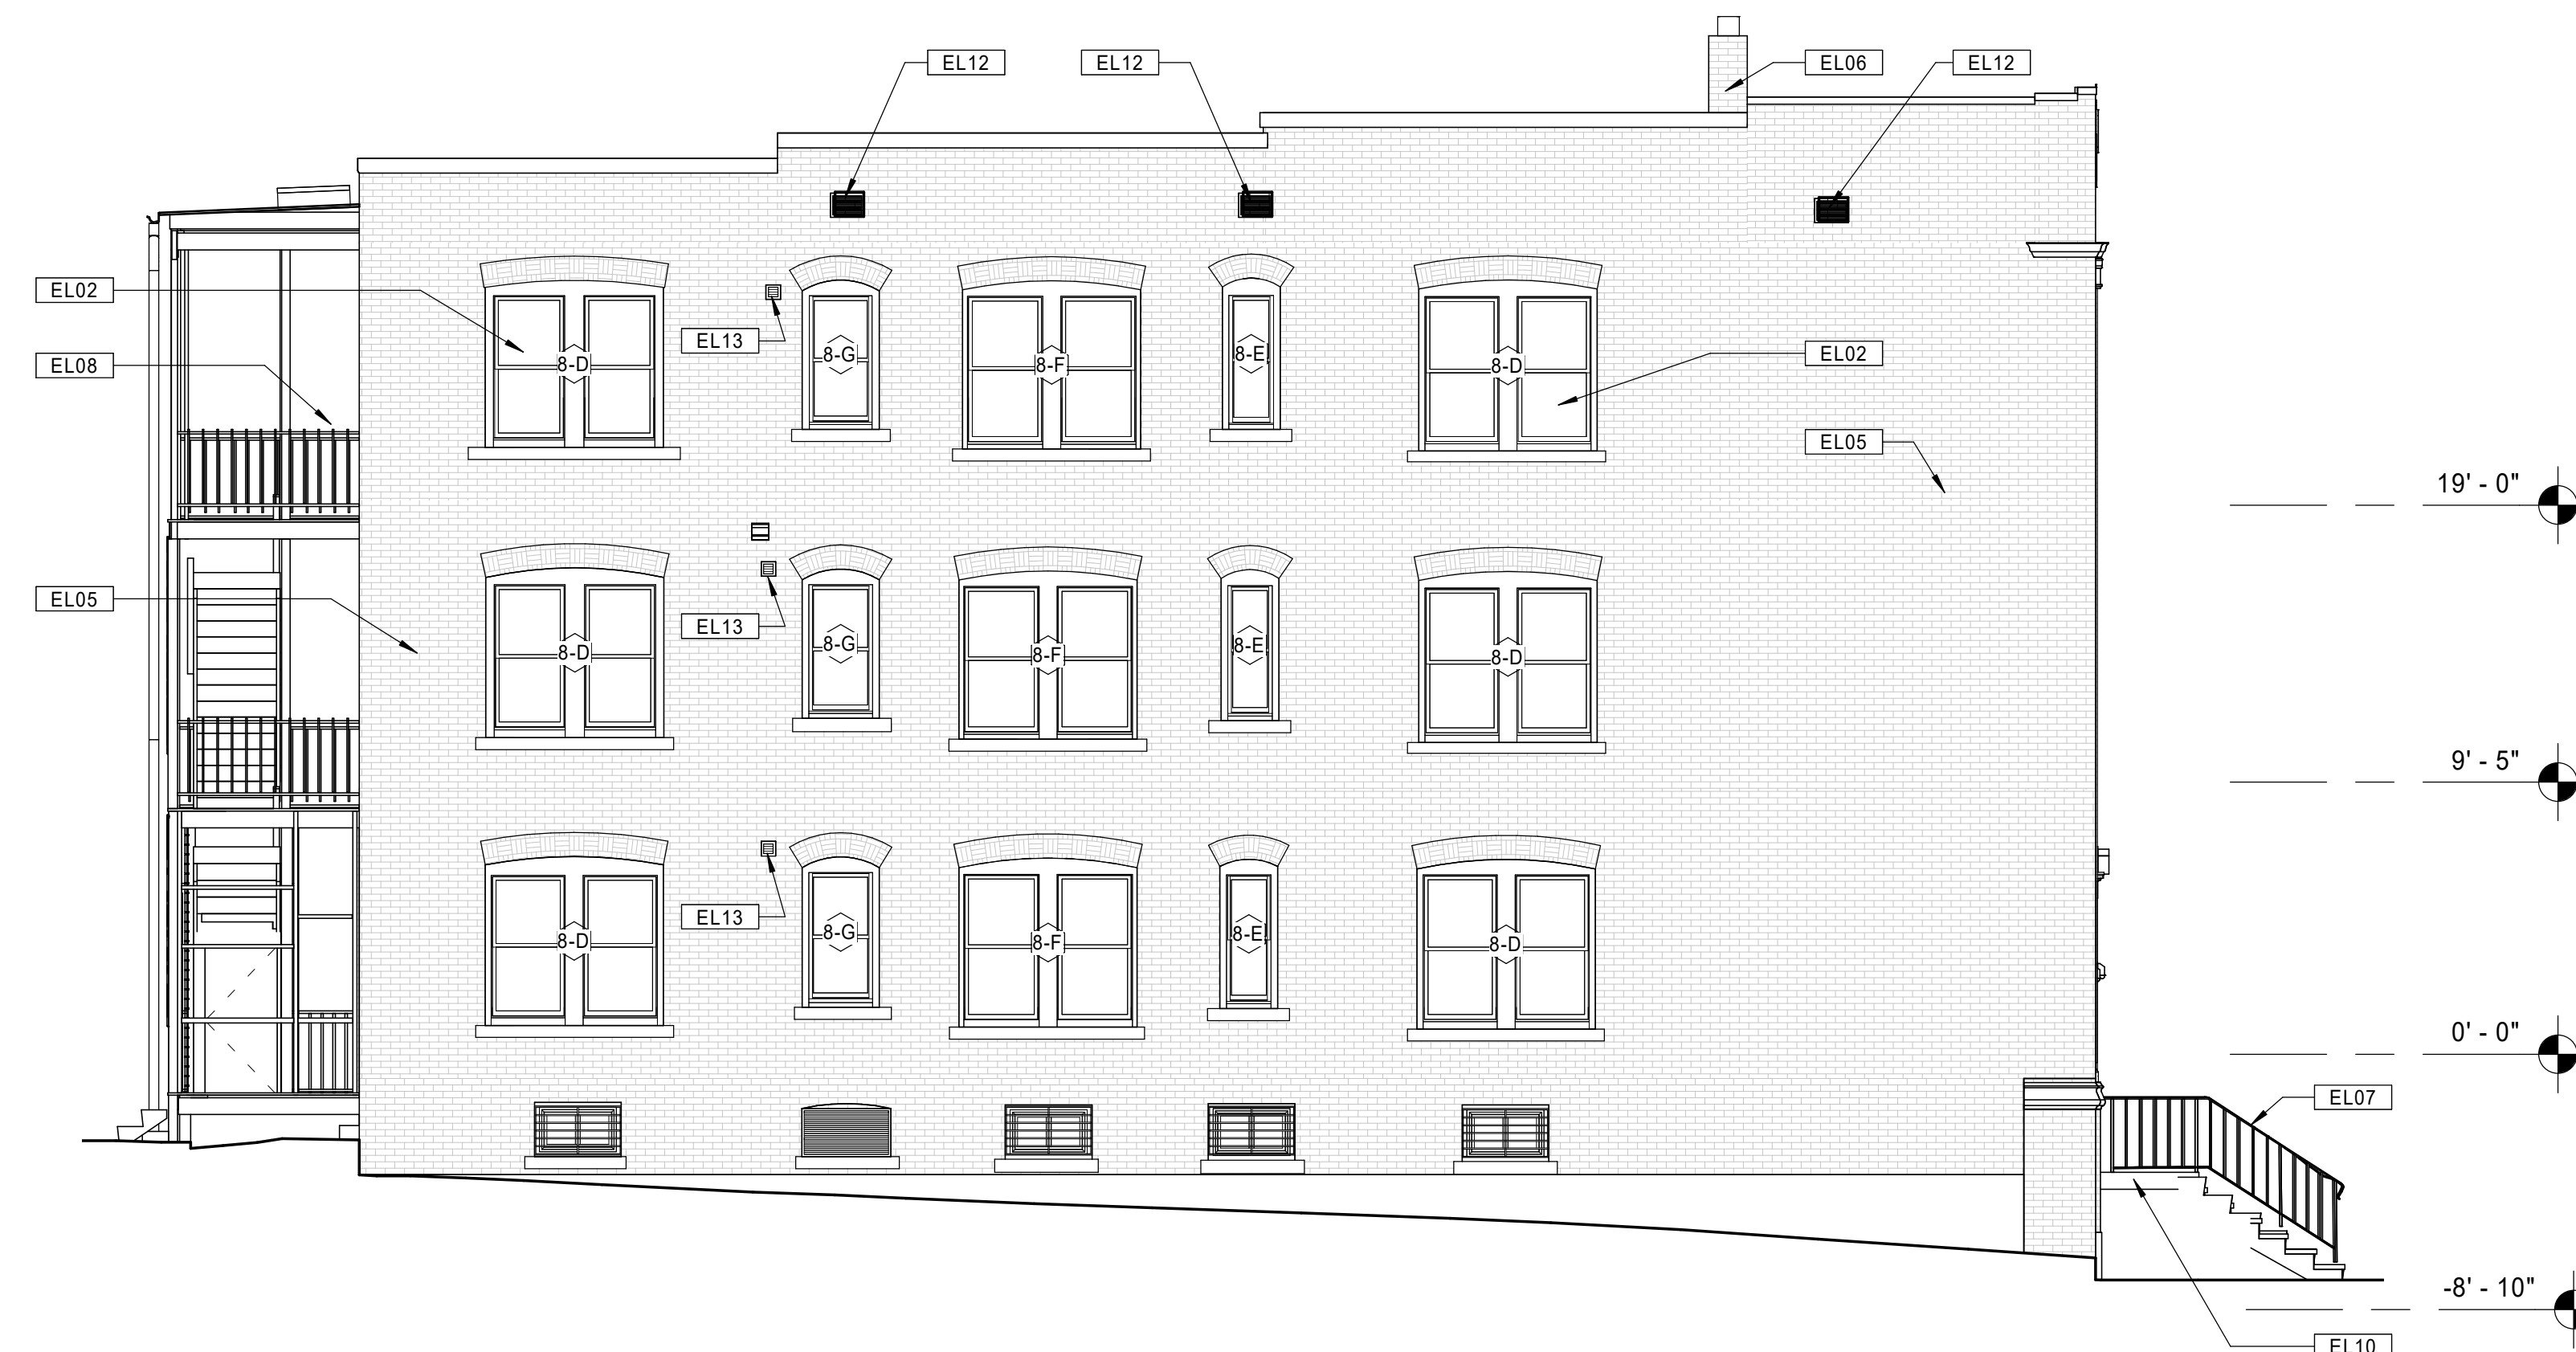 EL12 EL12 EL06 EL12
EL02
EL13
8-D 8-G 8-F 8-E 8-D
EL02
EL08
EL05
19' - 0"
EL05
EL13
8-D 8-G 8-F 8-E 8-D
9' - 5"
EL13
8-D 8-G 8-F 8-E 8-D
0' - 0"
EL07
-8' - 10"
EL10